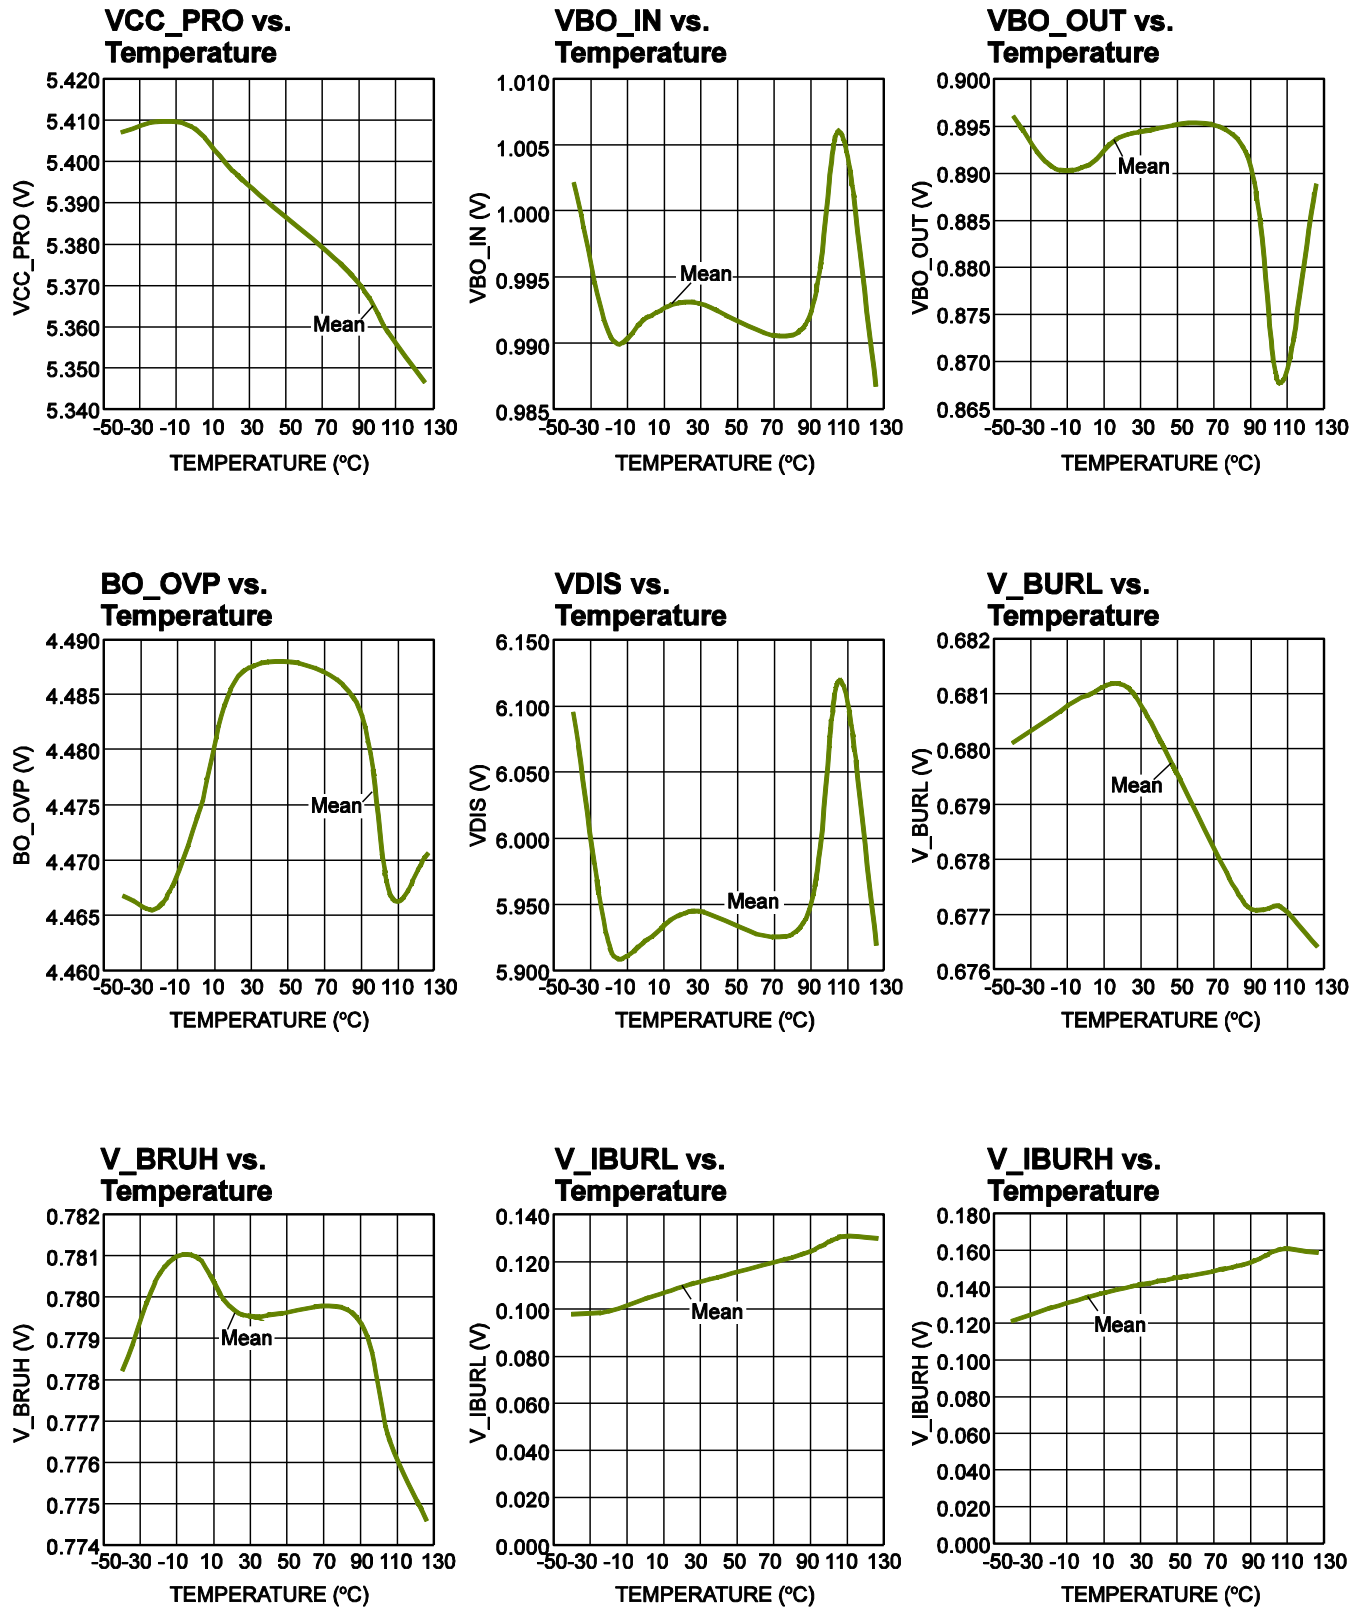 VCC_PRO vs.
Temperature
5.420
5.410
5.400
5.390
5.380
5.370
5.360
5.350
5.340
VCC_PRO (V)
Mean
-50-30 -10 10 30 50 70 90 110 130
TEMPERATURE (ºC)
VBO_IN vs.
Temperature
1.010
1.005
1.000
0.995
0.990
0.985
VBO_IN (V)
Mean
-50-30 -10 10 30 50 70 90 110 130
TEMPERATURE (ºC)
VBO_OUT vs.
Temperature
0.900
0.895
0.890
0.885
0.880
0.875
0.870
0.865
VBO_OUT (V)
Mean
-50-30 -10 10 30 50 70 90 110 130
TEMPERATURE (ºC)
BO_OVP vs.
Temperature
4.490
4.485
4.480
4.475
4.470
4.465
4.460
BO_OVP (V)
Mean
-50-30 -10 10 30 50 70 90 110 130
TEMPERATURE (ºC)
VDIS vs.
Temperature
6.150
6.100
6.050
6.000
5.950
5.900
VDIS (V)
Mean
-50-30 -10 10 30 50 70 90 110 130
TEMPERATURE (ºC)
V_BURL vs.
Temperature
0.682
0.681
0.680
0.679
0.678
0.677
0.676
V_BURL (V)
Mean
-50-30 -10 10 30 50 70 90 110 130
TEMPERATURE (ºC)
V_BRUH vs.
Temperature
0.782
0.781
0.780
0.779
0.778
0.777
0.776
0.775
0.774
V_BRUH (V)
Mean
-50-30 -10 10 30 50 70 90 110 130
TEMPERATURE (ºC)
V_IBURL vs.
Temperature
0.140
0.120
0.100
0.080
0.060
0.040
0.020
0.000
V_IBURL (V)
Mean
-50-30 -10 10 30 50 70 90 110 130
TEMPERATURE (ºC)
V_IBURH vs.
Temperature
0.180
0.160
0.140
0.120
0.100
0.080
0.060
0.040
0.020
0.000
V_IBURH (V)
Mean
-50-30 -10 10 30 50 70 90 110 130
TEMPERATURE (ºC)